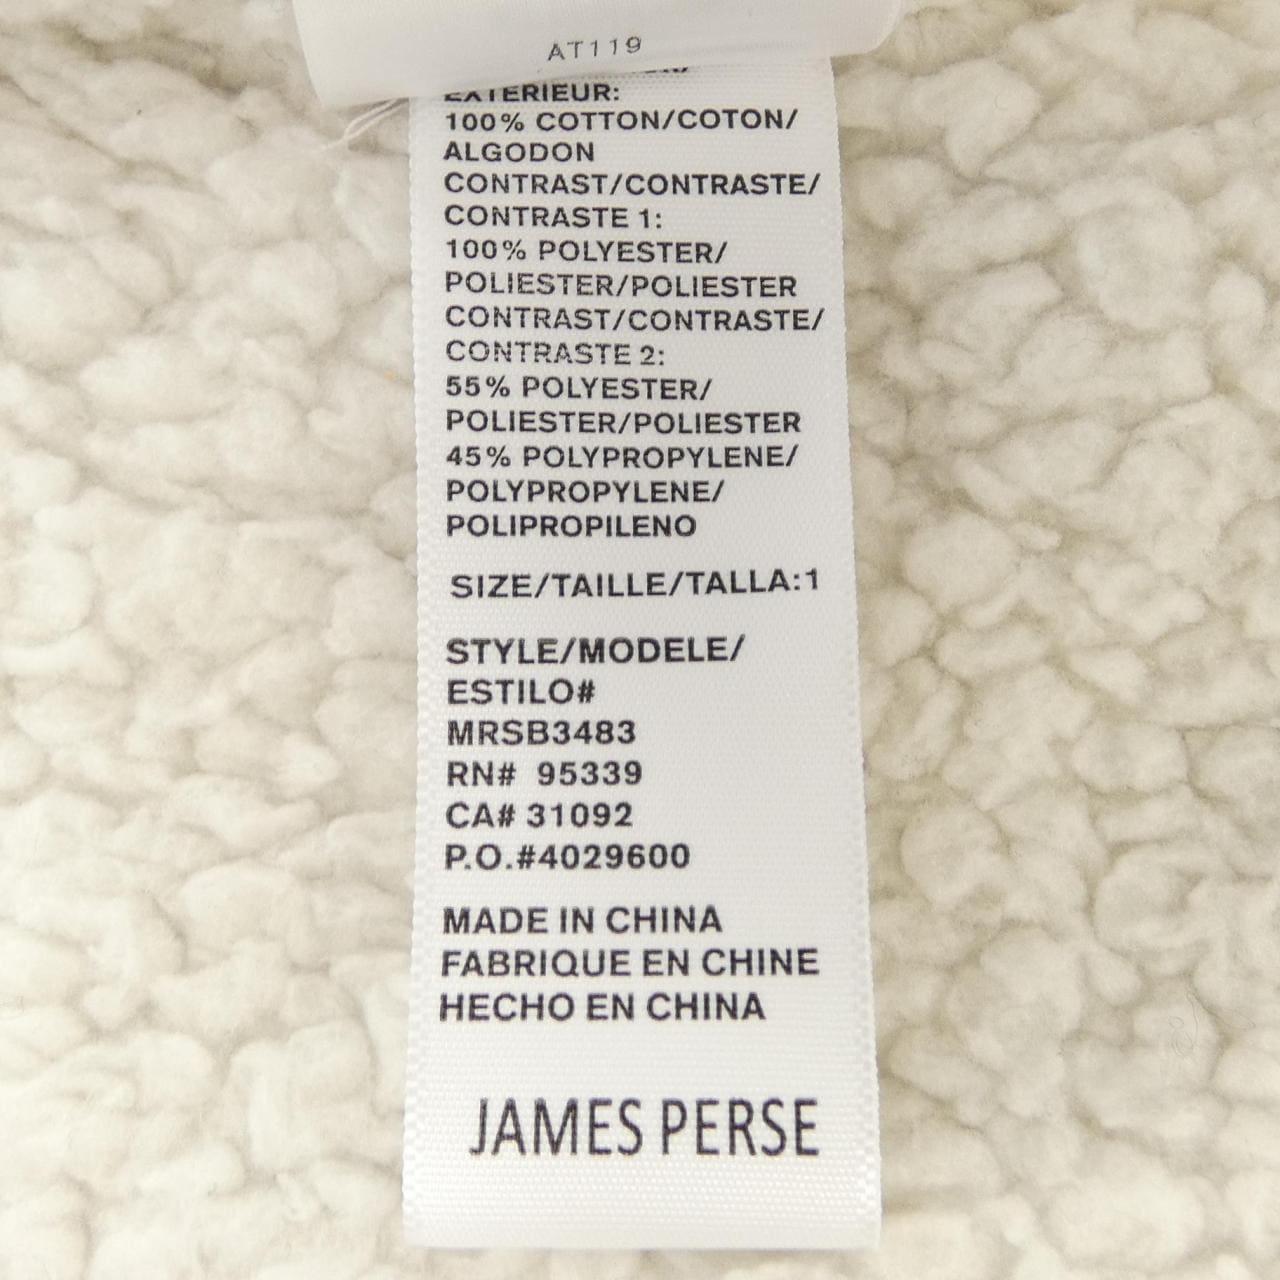 AT119
EXTERIEUR:
100% COTTON/COTON/
ALGODON
CONTRAST/CONTRASTE/
CONTRASTE 1:
100% POLYESTER/
POLIESTER/POLIESTER
CONTRAST/CONTRASTE/
CONTRASTE 2:
55% POLYESTER/
POLIESTER/POLIESTER
45% POLYPROPYLENE/
POLYPROPYLENE/
POLIPROPILENO
SIZE/TAILLE/TALLA:1
STYLE/MODELE/
ESTILO#
MRSB3483
RN# 95339
CA# 31092
P.O.#4029600
MADE IN CHINA
FABRIQUE EN CHINE
HECHO EN CHINA
JAMES PERSE